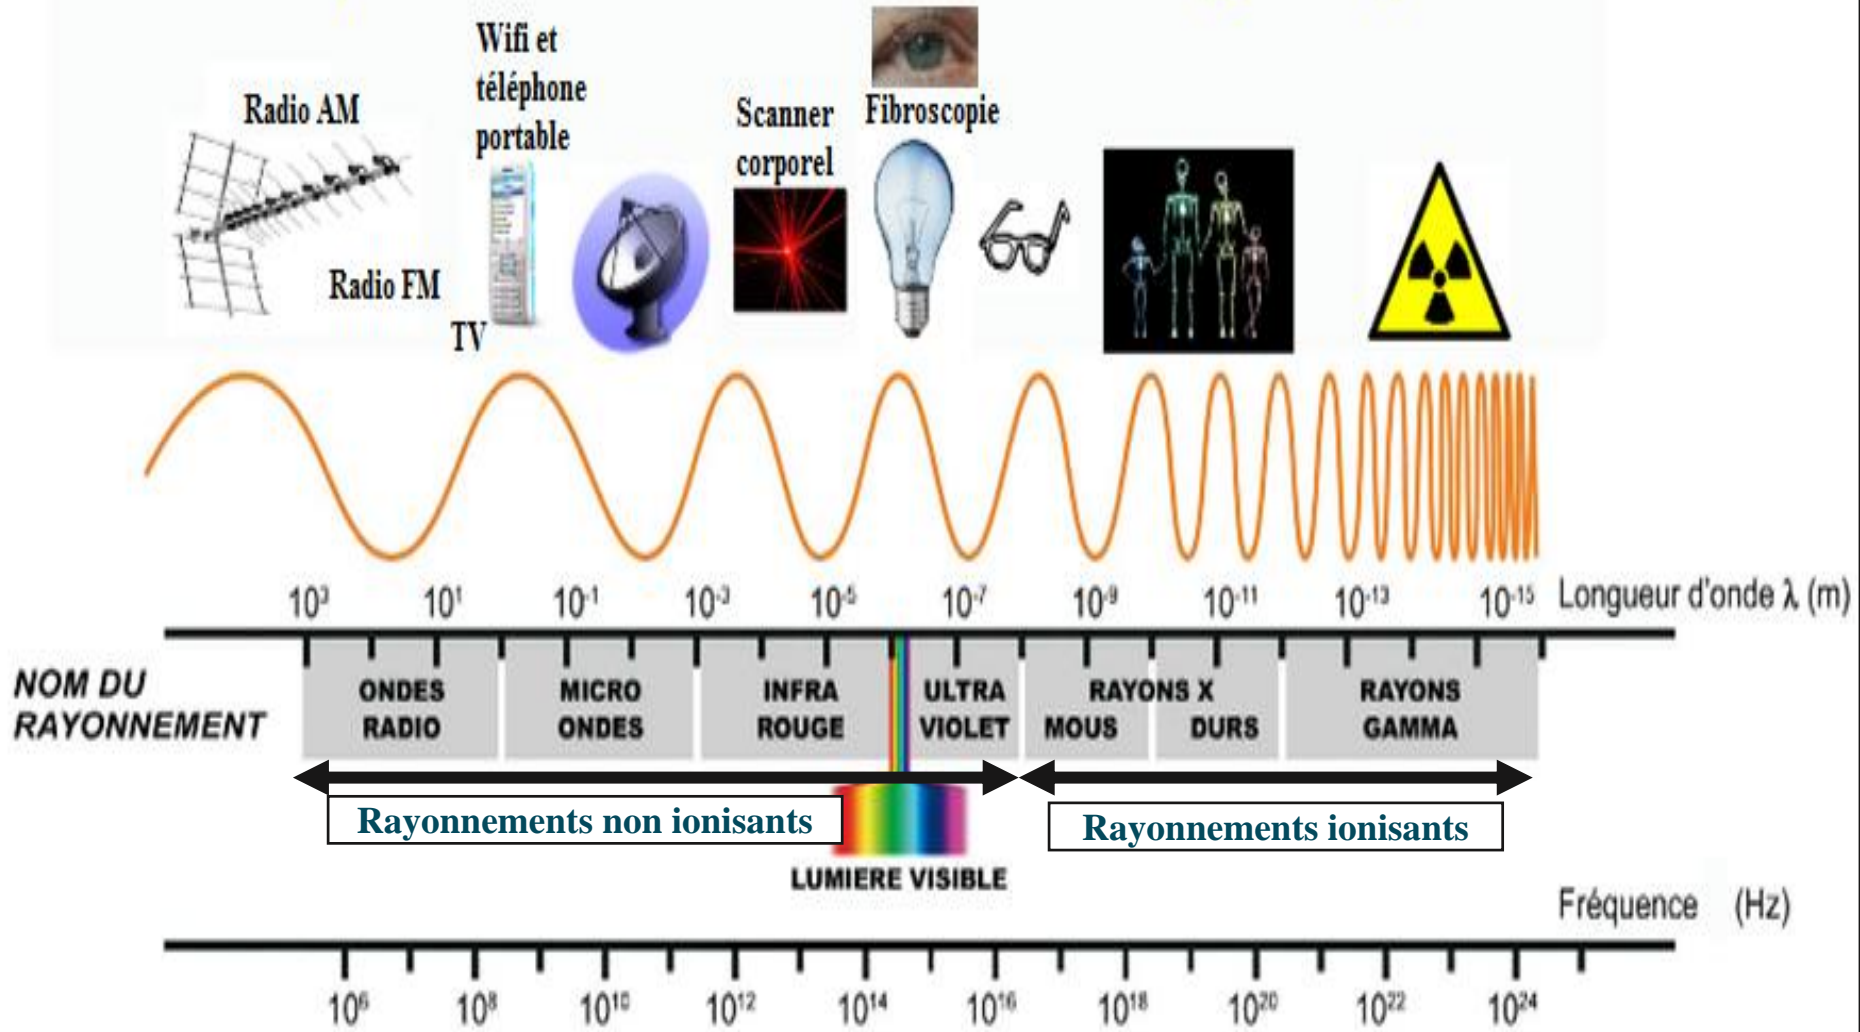 Wifi et
téléphone
portable
Radio AM
Radio FM
TV
Scanner
corporel
Fibroscopie
10³ 10¹ 10⁻¹ 10⁻³ 10⁻⁵ 10⁻⁷ 10⁻⁹ 10⁻¹¹ 10⁻¹³ 10⁻¹⁵ Longueur d'onde λ (m)
NOM DU
RAYONNEMENT
ONDES
RADIO
MICRO
ONDES
INFRA
ROUGE
ULTRA
VIOLET
RAYONS X
MOUS DURS
RAYONS
GAMMA
Rayonnements non ionisants
Rayonnements ionisants
LUMIERE VISIBLE
Fréquence (Hz)
10⁶ 10⁸ 10¹⁰ 10¹² 10¹⁴ 10¹⁶ 10¹⁸ 10²⁰ 10²² 10²⁴